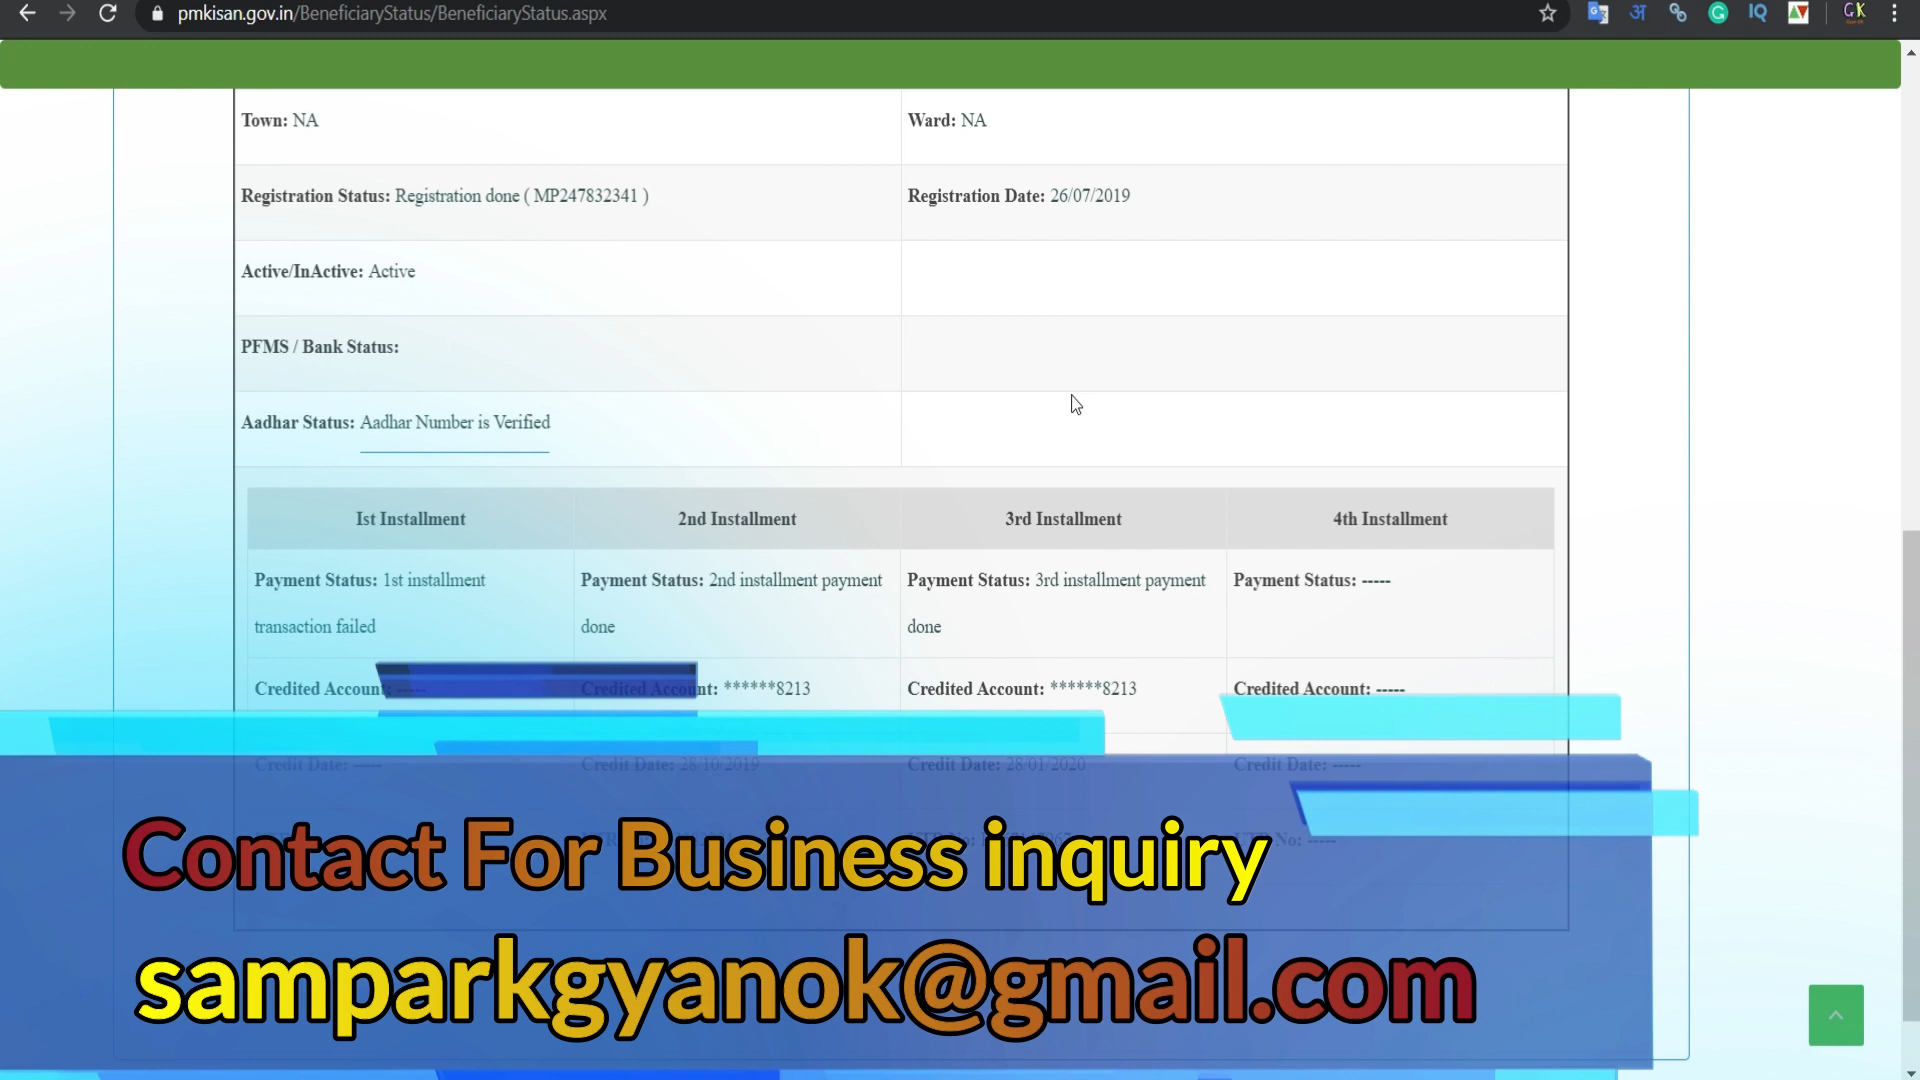 pmkisan.gov.in/BeneficiaryStatus/BeneficiaryStatus.aspx
Town: NA
Ward: NA
Registration Status: Registration done ( MP247832341 )
Registration Date: 26/07/2019
Active/InActive: Active
PFMS / Bank Status:
Aadhar Status: Aadhar Number is Verified
Ist Installment
2nd Installment
3rd Installment
4th Installment
Payment Status: 1st installment
transaction failed
Payment Status: 2nd installment payment
done
Payment Status: 3rd installment payment
done
Payment Status: -----
Credited Account: -----
Credited Account: ******8213
Credited Account: ******8213
Credited Account: -----
Credit Date: -----
Credit Date: 28/10/2019
Credit Date: 28/01/2020
Credit Date: -----
No: -----
Contact For Business inquiry
samparkgyanok@gmail.com